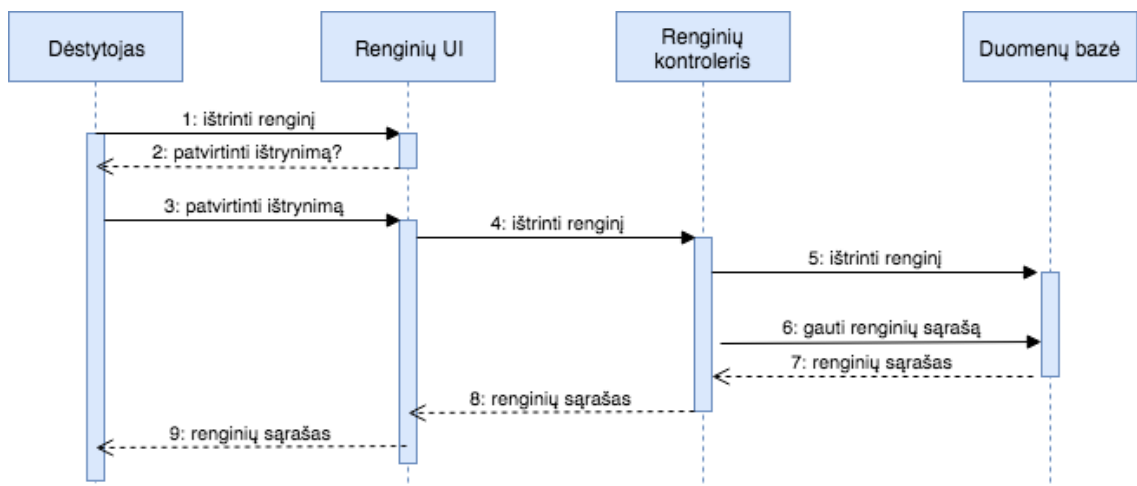 Dėstytojas
Renginių UI
Renginių
kontroleris
Duomenų bazė
1: ištrinti renginį
2: patvirtinti ištrynimą?
3: patvirtinti ištrynimą
4: ištrinti renginį
5: ištrinti renginį
6: gauti renginių sąrašą
7: renginių sąrašas
8: renginių sąrašas
9: renginių sąrašas